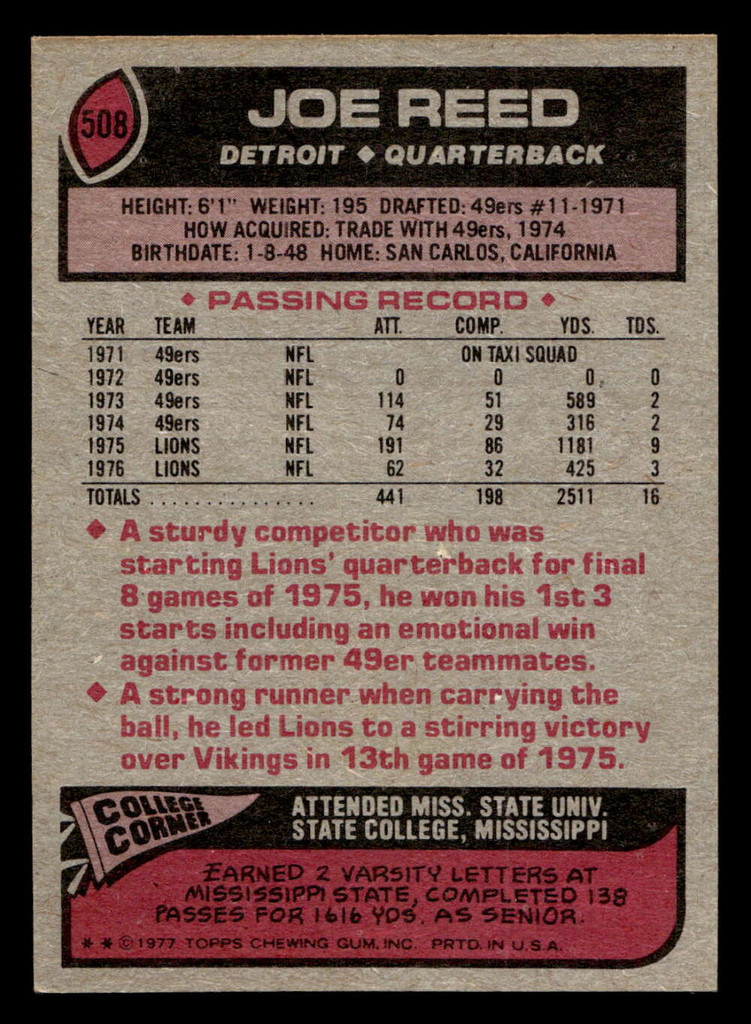 508
JOE REED
DETROIT ◆ QUARTERBACK
HEIGHT: 6'1" WEIGHT: 195 DRAFTED: 49ers #11-1971
HOW ACQUIRED: TRADE WITH 49ers, 1974
BIRTHDATE: 1-8-48 HOME: SAN CARLOS, CALIFORNIA
◆ PASSING RECORD ◆
YEAR TEAM ATT. COMP. YDS. TDS.
1971 49ers NFL ON TAXI SQUAD
1972 49ers NFL 0 0 0 0
1973 49ers NFL 114 51 589 2
1974 49ers NFL 74 29 316 2
1975 LIONS NFL 191 86 1181 9
1976 LIONS NFL 62 32 425 3
TOTALS . . . . . . . . . . . . . . . 441 198 2511 16
◆ A sturdy competitor who was
starting Lions' quarterback for final
8 games of 1975, he won his 1st 3
starts including an emotional win
against former 49er teammates.
◆ A strong runner when carrying the
ball, he led Lions to a stirring victory
over Vikings in 13th game of 1975.
COLLEGE
CORNER
ATTENDED MISS. STATE UNIV.
STATE COLLEGE, MISSISSIPPI
EARNED 2 VARSITY LETTERS AT
MISSISSIPPI STATE, COMPLETED 138
PASSES FOR 1616 YDS. AS SENIOR.
* * © 1977 TOPPS CHEWING GUM, INC. PRTD. IN U.S.A.